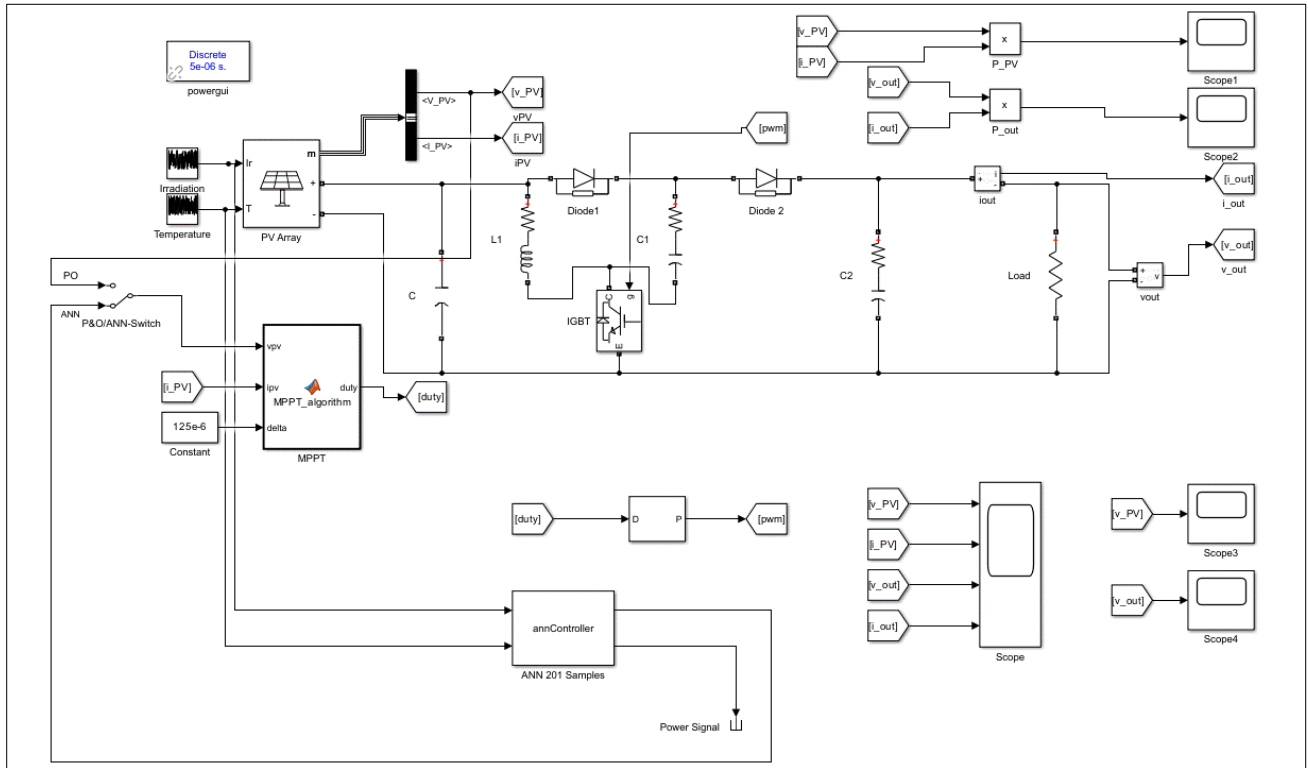 Discrete
5e-06 s.
powergui
[v_PV]
[i_PV]
x
P_PV
Scope1
[v_out]
[i_out]
x
P_out
Scope2
<V_PV>
[v_PV]
vPV
<I_PV>
[i_PV]
iPV
[pwm]
Ir
T
m
+
-
PV Array
Irradiation
Temperature
Diode1
Diode 2
+
-
i
iout
[i_out]
i_out
[v_out]
v_out
+
-
v
vout
L1
C1
C
C2
Load
IGBT
g
C
E
PO
ANN
P&O/ANN-Switch
vpv
[i_PV]
ipv
duty
MPPT_algorithm
[duty]
125e-6
delta
Constant
MPPT
[duty]
D
P
[pwm]
[v_PV]
[i_PV]
[v_out]
[i_out]
Scope
[v_PV]
Scope3
[v_out]
Scope4
annController
ANN 201 Samples
Power Signal